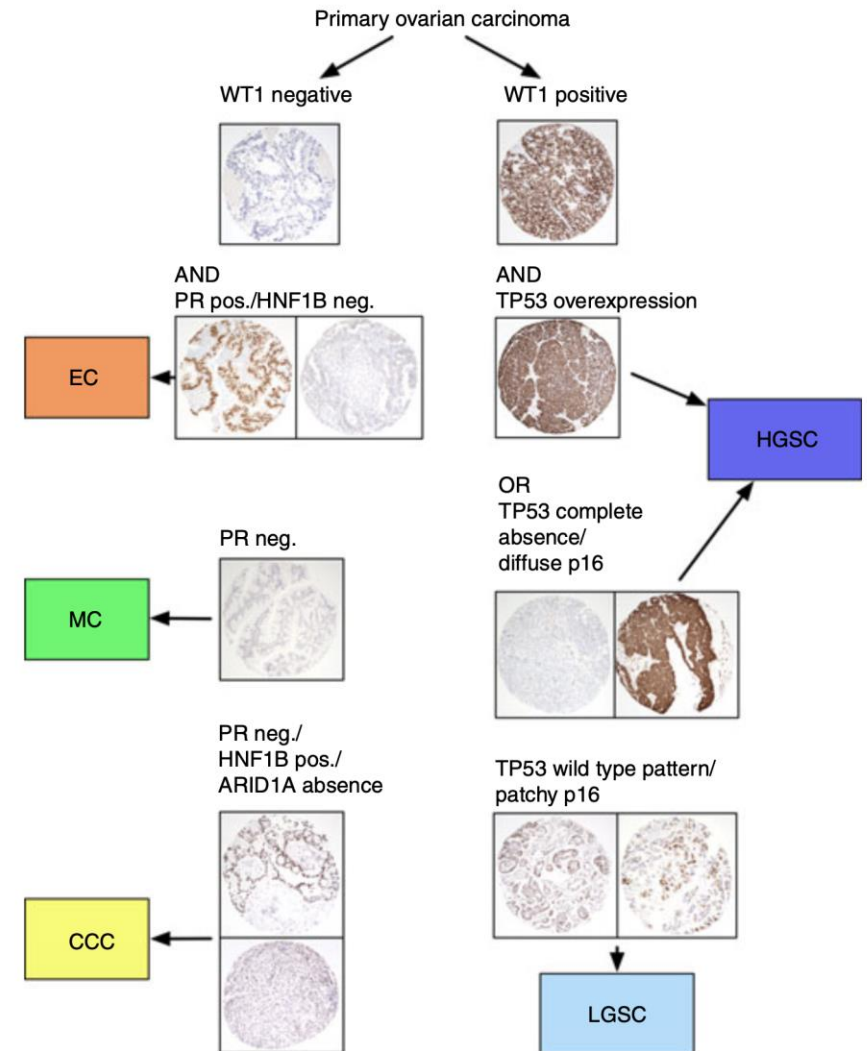 Primary ovarian carcinoma
WT1 negative
WT1 positive
AND
PR pos./HNF1B neg.
AND
TP53 overexpression
EC
HGSC
OR
TP53 complete
absence/
diffuse p16
PR neg.
MC
PR neg./
HNF1B pos./
ARID1A absence
TP53 wild type pattern/
patchy p16
CCC
LGSC